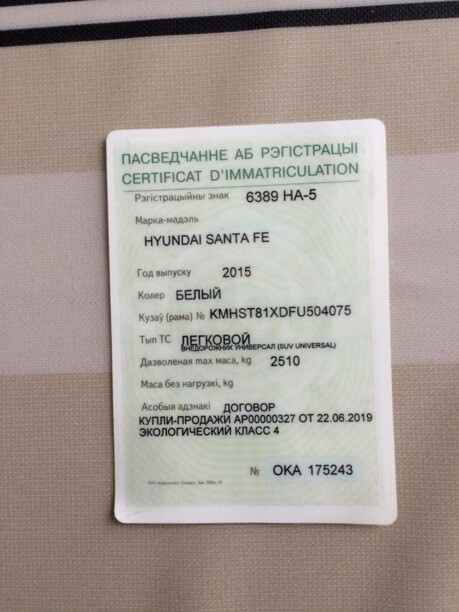 ПАСВЕДЧАННЕ АБ РЭГІСТРАЦЫІ
CERTIFICAT D'IMMATRICULATION
Рэгістрацыйны знак 6389 HA-5
Марка-мадэль
HYUNDAI SANTA FE
Год выпуску 2015
Колер БЕЛЫЙ
Кузаў (рама) № KMHST81XDFU504075
Тып ТС ЛЕГКОВОЙ
ВНЕДОРОЖНИК УНИВЕРСАЛ (SUV UNIVERSAL)
Дазволеная max маса, kg 2510
Маса без нагрузкі, kg
Асобыя адзнакі ДОГОВОР
КУПЛИ-ПРОДАЖИ АР00000327 ОТ 22.06.2019
ЭКОЛОГИЧЕСКИЙ КЛАСС 4
№ ОКА 175243